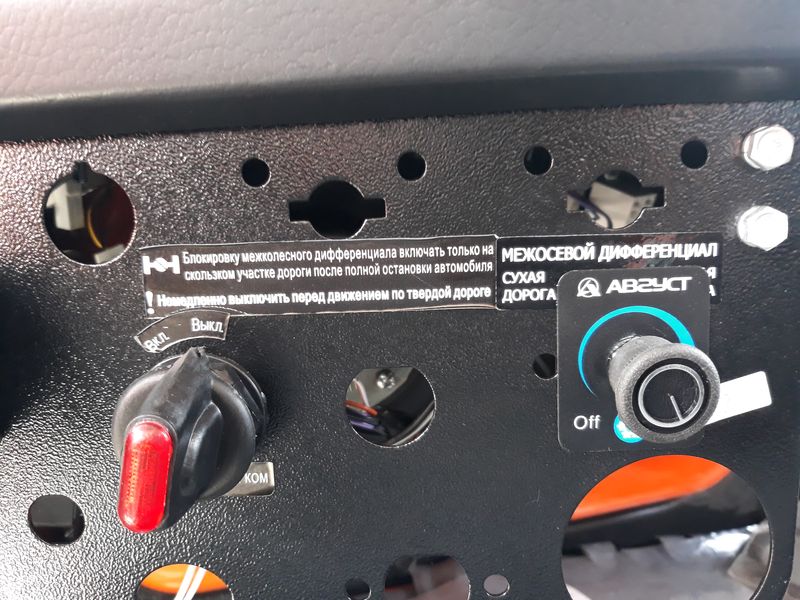 Блокировку межколесного дифференциала включать только на
скользком участке дороги после полной остановки автомобиля
! Немедленно выключить перед движением по твердой дороге
МЕЖОСЕВОЙ ДИФФЕРЕНЦИАЛ
СУХАЯ
ДОРОГА
АВГУСТ
Вкл. Выкл.
Off
КОМ